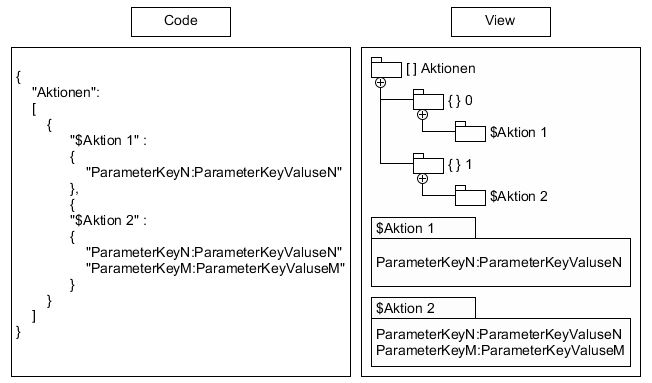 Code
{
"Aktionen":
[
{
"$Aktion 1" :
{
"ParameterKeyN:ParameterKeyValuseN"
},
{
"$Aktion 2" :
{
"ParameterKeyN:ParameterKeyValuseN"
"ParameterKeyM:ParameterKeyValuseM"
}
}
]
}
View
[ ] Aktionen
{ } 0
$Aktion 1
{ } 1
$Aktion 2
$Aktion 1
ParameterKeyN:ParameterKeyValuseN
$Aktion 2
ParameterKeyN:ParameterKeyValuseN
ParameterKeyM:ParameterKeyValuseM